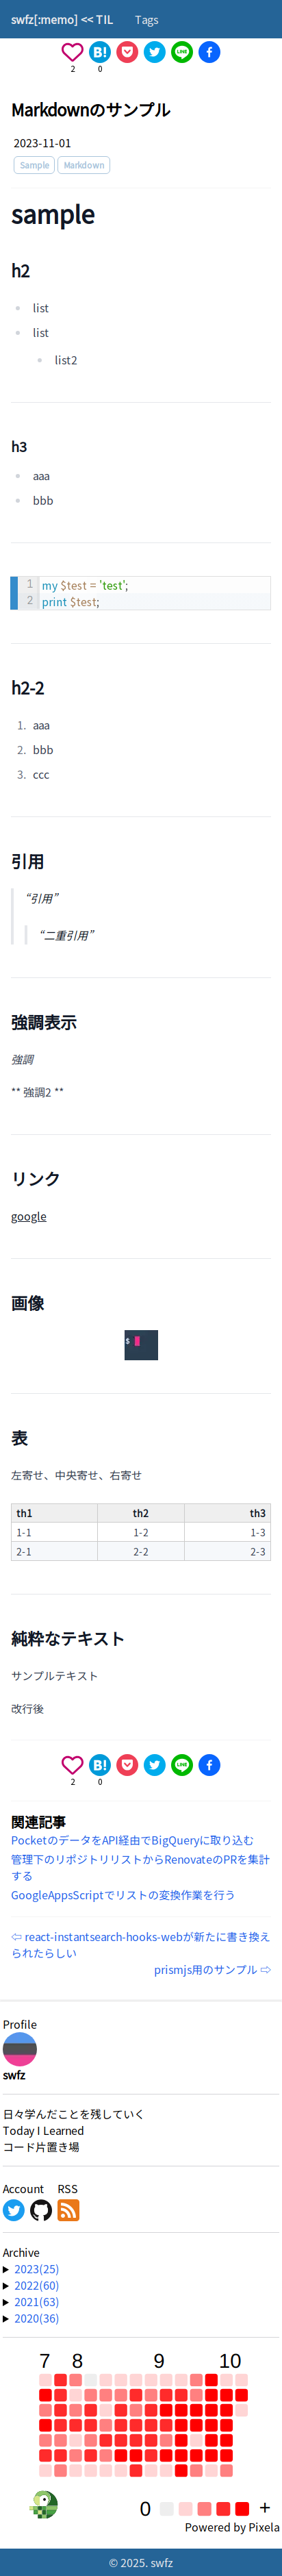 swfz[:memo] << TIL Tags
2 0
Markdownのサンプル
2023-11-01
Sample Markdown
sample
h2
list
list
list2
h3
aaa
bbb
B!
LINE
1 my $test = 'test';
2 print $test;
h2-2
1. aaa
2. bbb
3. ccc
引用
“引用”
“二重引用”
強調表示
強調
** 強調2 **
リンク
google
画像
$
表
左寄せ、中央寄せ、右寄せ
th1 th2 th3
1-1 1-2 1-3
2-1 2-2 2-3
純粋なテキスト
サンプルテキスト
改行後
B! LINE
2 0
関連記事
PocketのデータをAPI経由でBigQueryに取り込む
管理下のリポジトリリストからRenovateのPRを集計
する
GoogleAppsScriptでリストの変換作業を行う
⇦ react-instantsearch-hooks-webが新たに書き換え
られたらしい
prismjs用のサンプル ⇨
Profile
swfz
日々学んだことを残していく
Today I Learned
コード片置き場
Account RSS
Archive
▶ 2023(25)
▶ 2022(60)
▶ 2021(63)
▶ 2020(36)
7 8 9 10
0 +
Powered by Pixela
© 2025. swfz